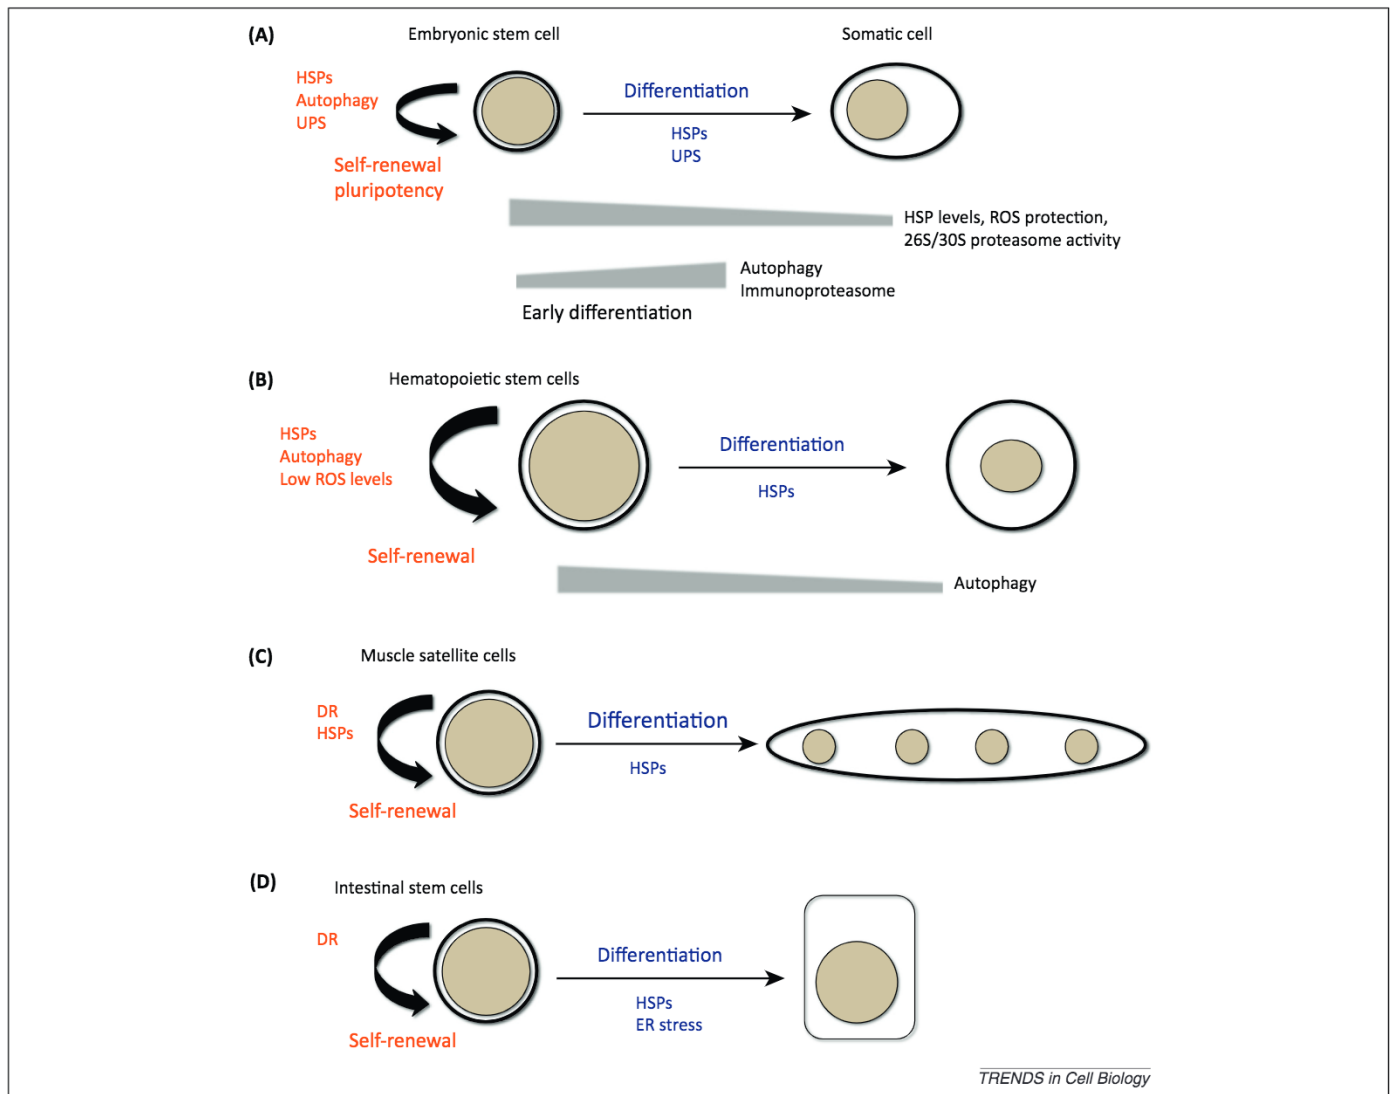 (A)
Embryonic stem cell
Somatic cell
HSPs
Autophagy
UPS
Self-renewal
pluripotency
Differentiation
HSPs
UPS
HSP levels, ROS protection,
26S/30S proteasome activity
Autophagy
Immunoproteasome
Early differentiation
(B)
Hematopoietic stem cells
HSPs
Autophagy
Low ROS levels
Self-renewal
Differentiation
HSPs
Autophagy
(C)
Muscle satellite cells
DR
HSPs
Self-renewal
Differentiation
HSPs
(D)
Intestinal stem cells
DR
Self-renewal
Differentiation
HSPs
ER stress
TRENDS in Cell Biology